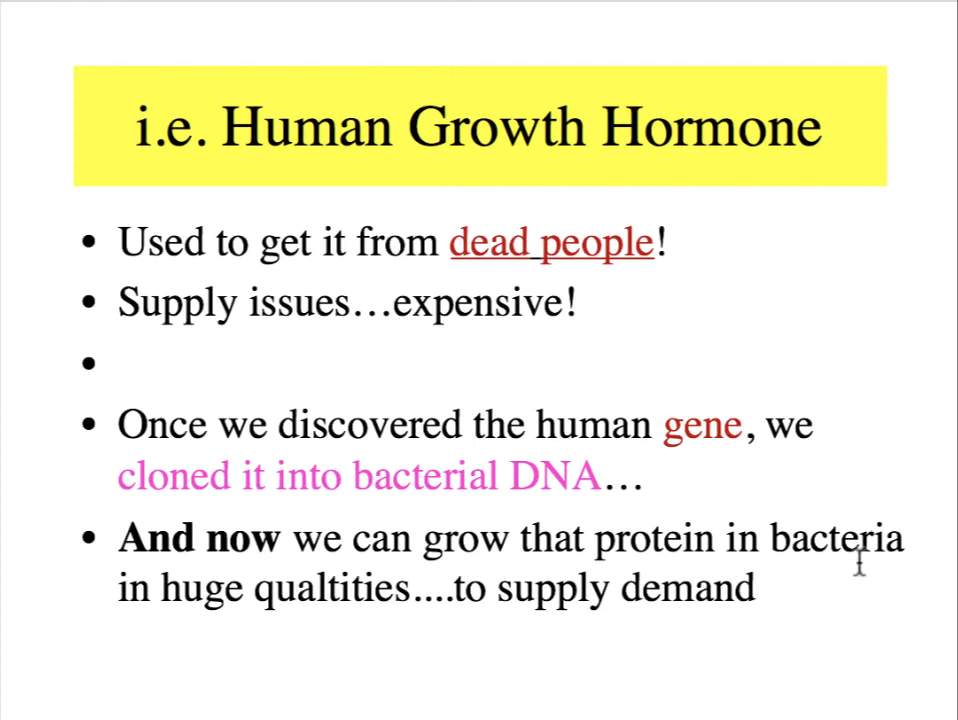 i.e. Human Growth Hormone
• Used to get it from dead people!
• Supply issues…expensive!
•
• Once we discovered the human gene, we
cloned it into bacterial DNA…
• And now we can grow that protein in bacteria
in huge qualtities....to supply demand